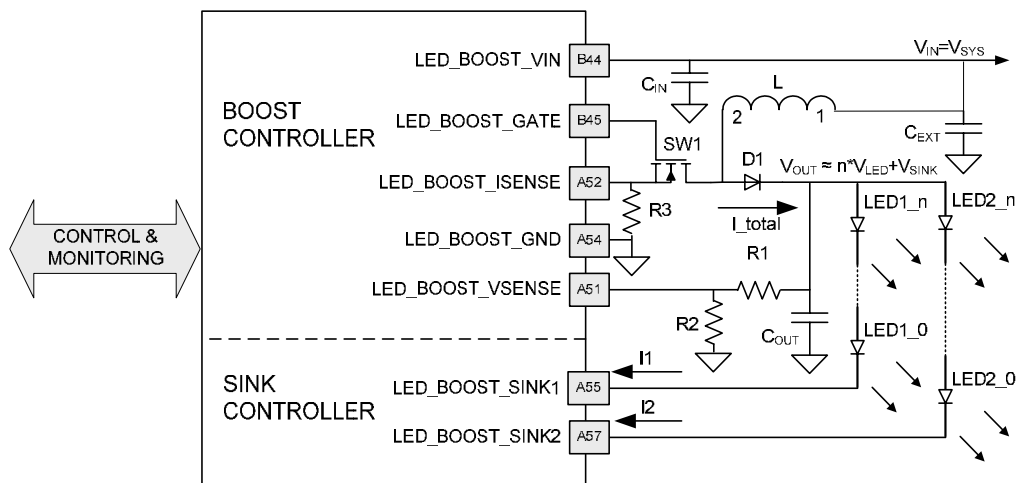 LED_BOOST_VIN B44 V_IN=V_SYS
C_IN
L
2 1
C_EXT
BOOST
CONTROLLER
LED_BOOST_GATE B45
SW1
D1
V_OUT ≈ n*V_LED+V_SINK
LED_BOOST_ISENSE A52
LED1_n LED2_n
R3
I_total
LED_BOOST_GND A54
R1
CONTROL &
MONITORING
LED_BOOST_VSENSE A51
R2
C_OUT
LED1_0
SINK
CONTROLLER
I1
LED_BOOST_SINK1 A55
LED2_0
I2
LED_BOOST_SINK2 A57